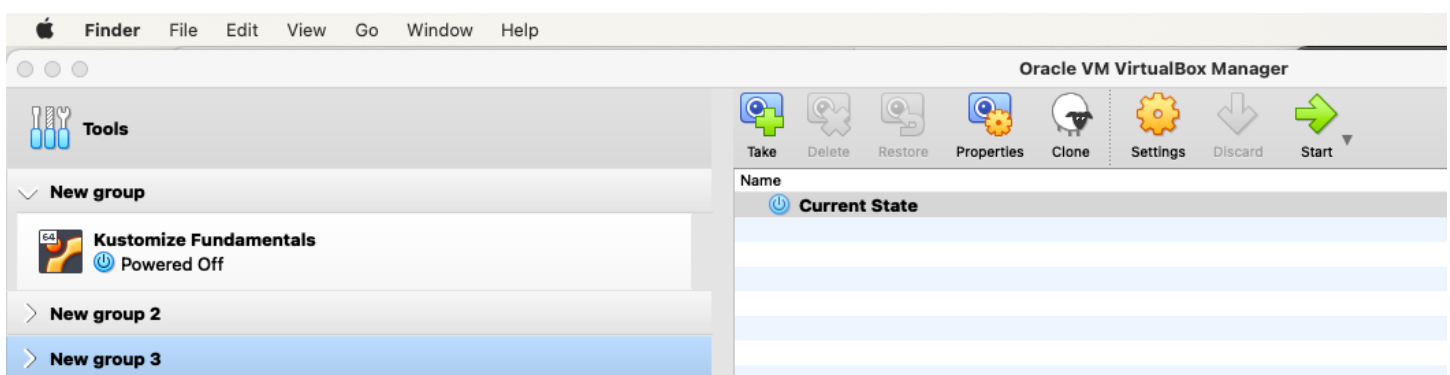 Finder File Edit View Go Window Help
Oracle VM VirtualBox Manager
Tools
Take Delete Restore Properties Clone Settings Discard Start
Name
Current State
New group
64
Kustomize Fundamentals
Powered Off
New group 2
New group 3